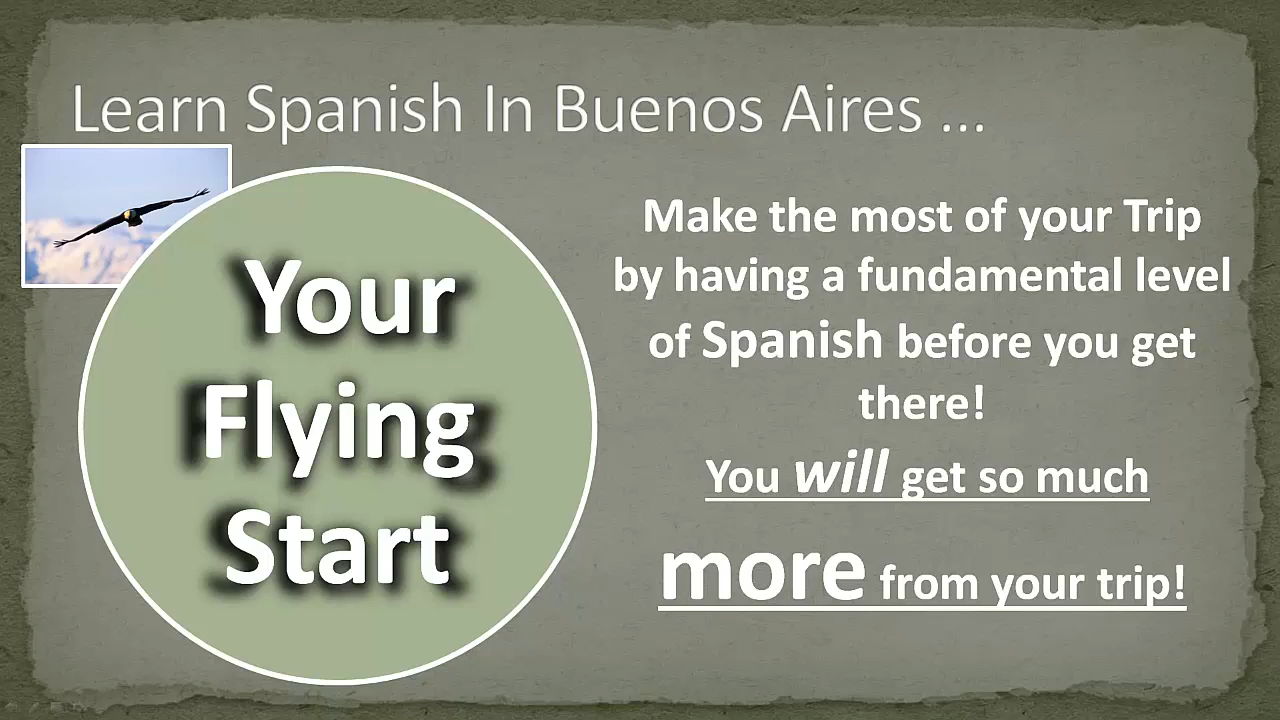 Learn Spanish In Buenos Aires ...
Your
Flying
Start
Make the most of your Trip
by having a fundamental level
of Spanish before you get
there!
You will get so much
more from your trip!